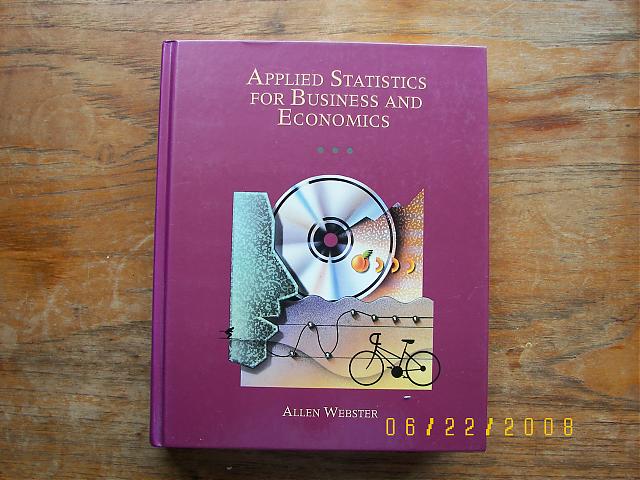 APPLIED STATISTICS
FOR BUSINESS AND
ECONOMICS
ALLEN WEBSTER
06/22/2008